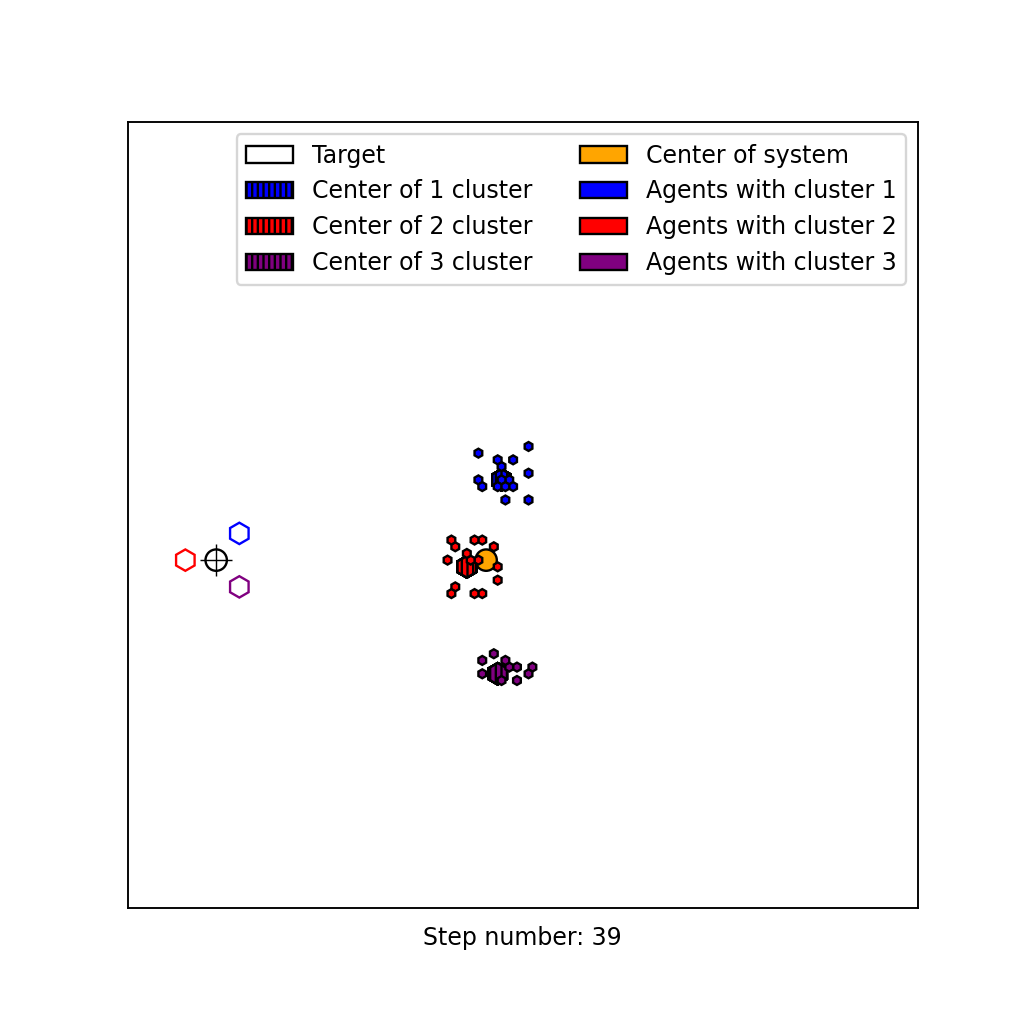 Target
Center of 1 cluster
Center of 2 cluster
Center of 3 cluster
Center of system
Agents with cluster 1
Agents with cluster 2
Agents with cluster 3
Step number: 39